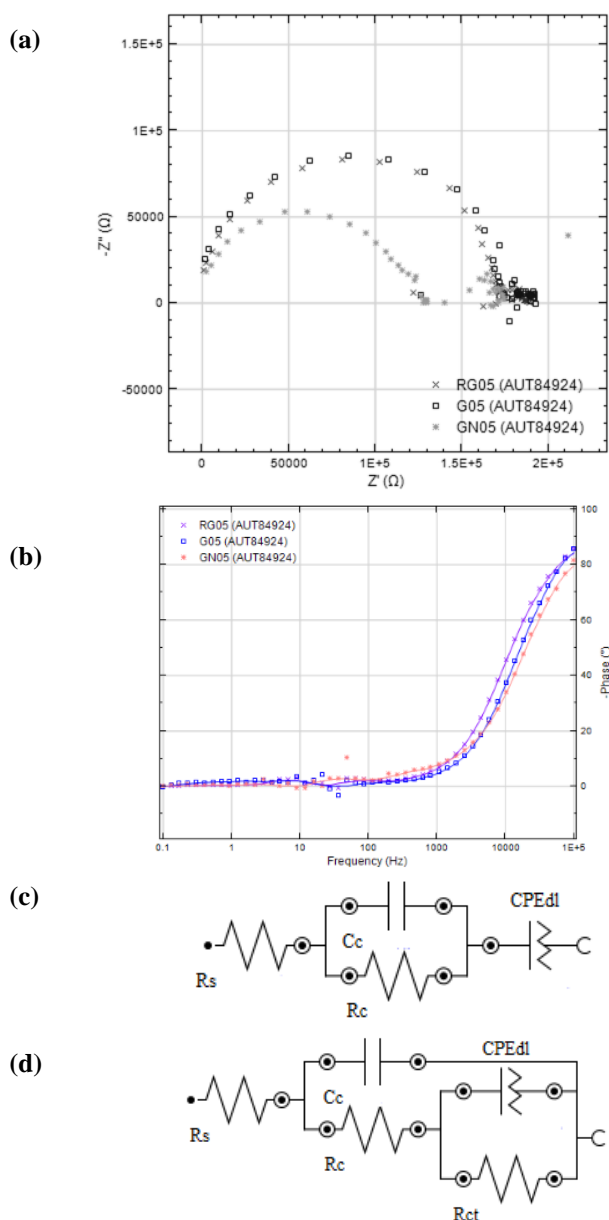 (a)
1.5E+5
1E+5
50000
0
-50000
-Z'' (Ω)
RG05 (AUT84924)
G05 (AUT84924)
GN05 (AUT84924)
0 50000 1E+5 1.5E+5 2E+5
Z' (Ω)
(b)
RG05 (AUT84924)
G05 (AUT84924)
GN05 (AUT84924)
100
80
60
40
20
0
-Phase (°)
0.1 1 10 100 1000 10000 1E+5
Frequency (Hz)
(c)
CPEdl
Cc
Rs
Rc
(d)
CPEdl
Cc
Rs
Rc
Rct